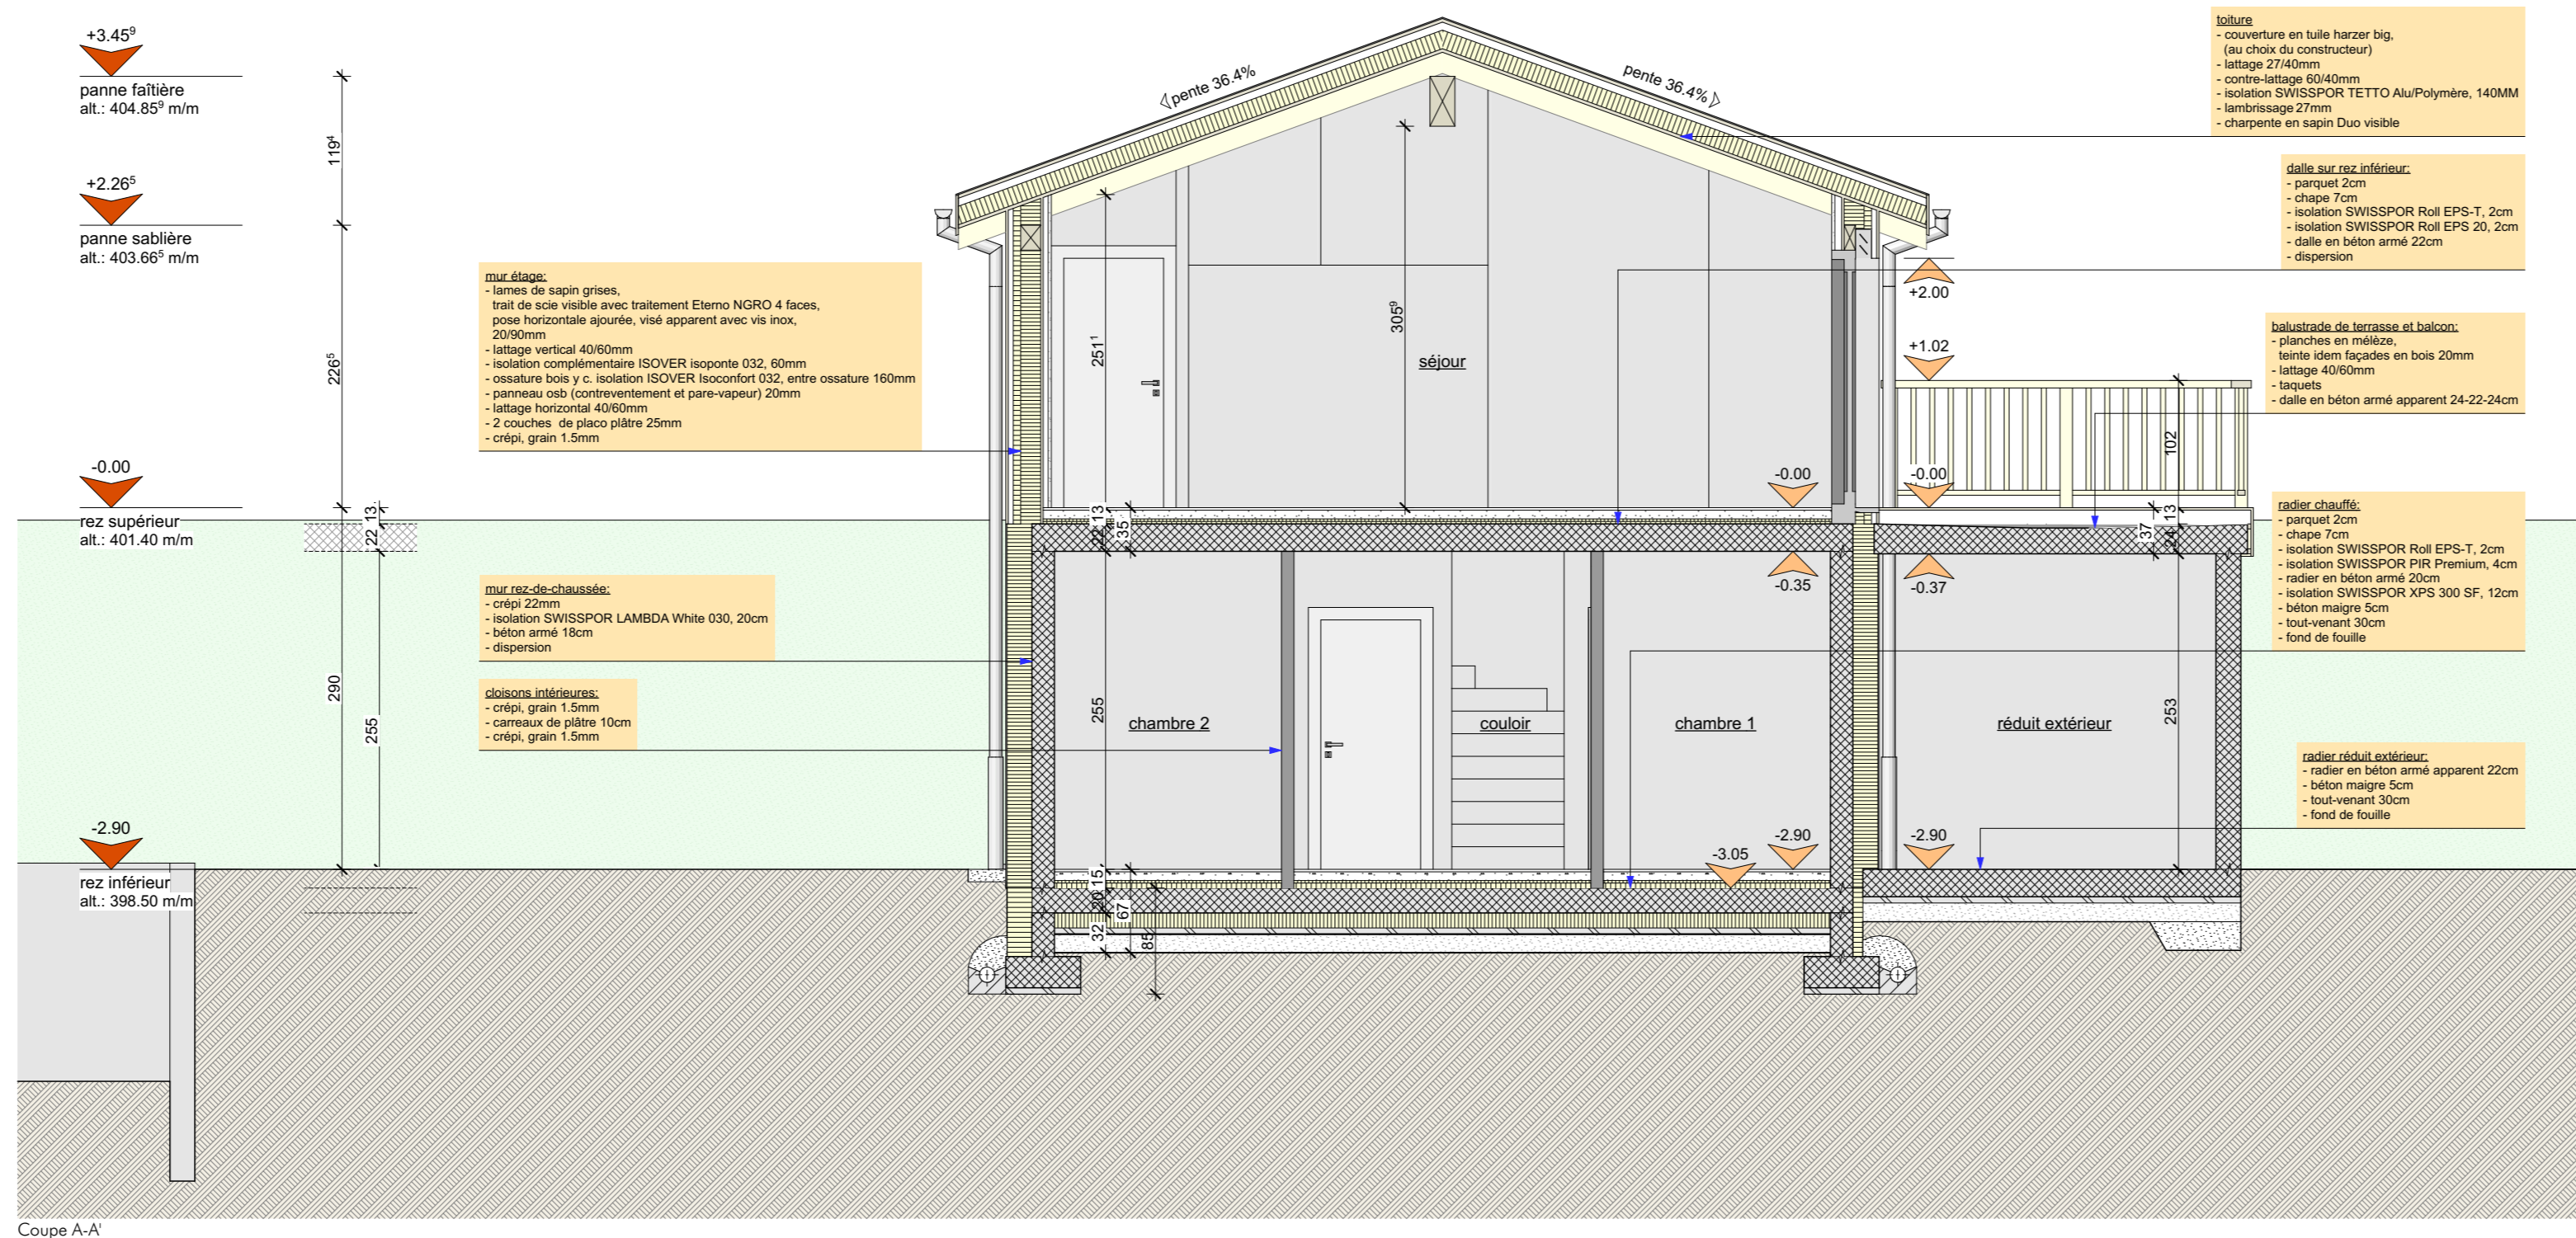 +3.45⁹
panne faîtière
alt.: 404.85⁹ m/m
+2.26⁵
panne sablière
alt.: 403.66⁵ m/m
-0.00
rez supérieur
alt.: 401.40 m/m
-2.90
rez inférieur
alt.: 398.50 m/m
119⁴
226⁵
290
13
22
255
mur étage:
- lames de sapin grises,
trait de scie visible avec traitement Eterno NGRO 4 faces,
pose horizontale ajourée, visé apparent avec vis inox,
20/90mm
- lattage vertical 40/60mm
- isolation complémentaire ISOVER isoponte 032, 60mm
- ossature bois y c. isolation ISOVER Isoconfort 032, entre ossature 160mm
- panneau osb (contreventement et pare-vapeur) 20mm
- lattage horizontal 40/60mm
- 2 couches de placo plâtre 25mm
- crépi, grain 1.5mm
mur rez-de-chaussée:
- crépi 22mm
- isolation SWISSPOR LAMBDA White 030, 20cm
- béton armé 18cm
- dispersion
cloisons intérieures:
- crépi, grain 1.5mm
- carreaux de plâtre 10cm
- crépi, grain 1.5mm
pente 36.4%
pente 36.4%
251¹
305⁹
séjour
-0.00
-0.00
+2.00
+1.02
102
13
22
35
13
24
37
-0.35
-0.37
255
chambre 2
couloir
chambre 1
réduit extérieur
253
-3.05
-2.90
-2.90
15
20
32
67
85
toiture
- couverture en tuile harzer big,
(au choix du constructeur)
- lattage 27/40mm
- contre-lattage 60/40mm
- isolation SWISSPOR TETTO Alu/Polymère, 140MM
- lambrissage 27mm
- charpente en sapin Duo visible
dalle sur rez inférieur:
- parquet 2cm
- chape 7cm
- isolation SWISSPOR Roll EPS-T, 2cm
- isolation SWISSPOR Roll EPS 20, 2cm
- dalle en béton armé 22cm
- dispersion
balustrade de terrasse et balcon:
- planches en mélèze,
teinte idem façades en bois 20mm
- lattage 40/60mm
- taquets
- dalle en béton armé apparent 24-22-24cm
radier chauffé:
- parquet 2cm
- chape 7cm
- isolation SWISSPOR Roll EPS-T, 2cm
- isolation SWISSPOR PIR Premium, 4cm
- radier en béton armé 20cm
- isolation SWISSPOR XPS 300 SF, 12cm
- béton maigre 5cm
- tout-venant 30cm
- fond de fouille
radier réduit extérieur:
- radier en béton armé apparent 22cm
- béton maigre 5cm
- tout-venant 30cm
- fond de fouille
Coupe A-A'